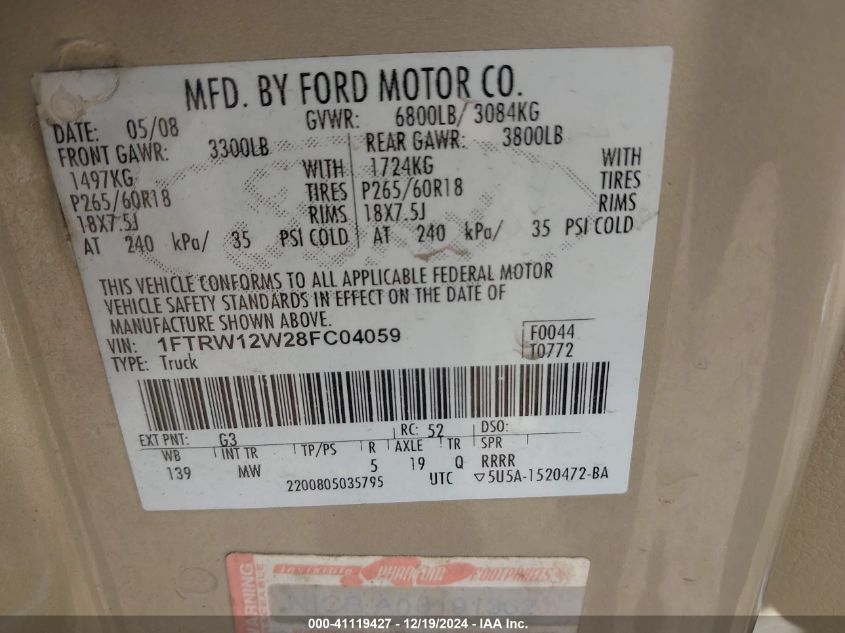 MFD. BY FORD MOTOR CO.
DATE: 05/08 GVWR: 6800LB/ 3084KG
FRONT GAWR: 3300LB REAR GAWR: 3800LB
1497KG WITH 1724KG WITH
P265/60R18 TIRES P265/60R18 TIRES
18X7.5J RIMS 18X7.5J RIMS
AT 240 kPa/ 35 PSI COLD AT 240 kPa/ 35 PSI COLD
THIS VEHICLE CONFORMS TO ALL APPLICABLE FEDERAL MOTOR
VEHICLE SAFETY STANDARDS IN EFFECT ON THE DATE OF
MANUFACTURE SHOWN ABOVE.
VIN: 1FTRW12W28FC04059 F0044
TYPE: Truck T0772
EXT PNT: G3 RC: 52 DSO:
WB INT TR TP/PS R AXLE TR SPR
139 MW 5 19 Q RRRR
2200805035795 UTC ▽5U5A-1520472-BA
WARNING
INVISIBLE PHANTOM FOOTPRINTS
000-41119427 - 12/19/2024 - IAA Inc.